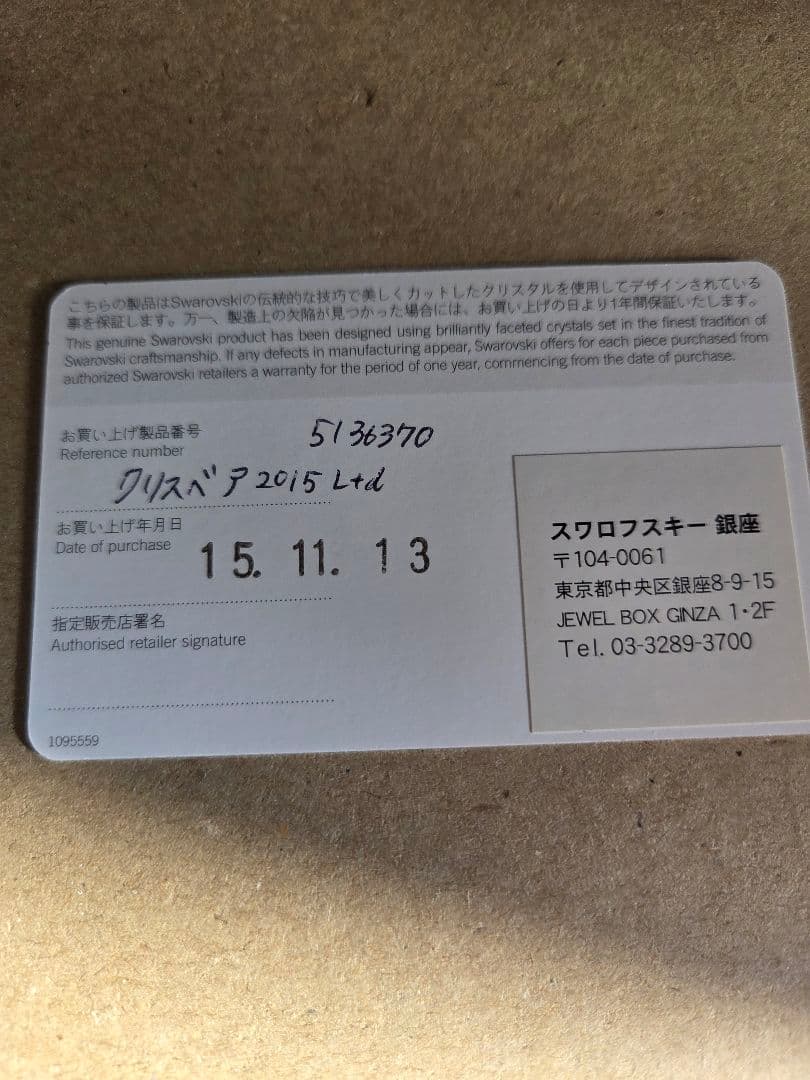 こちらの製品はSwarovskiの伝統的な技巧で美しくカットしたクリスタルを使用してデザインされている
事を保証します。万一、製造上の欠陥が見つかった場合には、お買い上げの日より1年間保証いたします。
This genuine Swarovski product has been designed using brilliantly faceted crystals set in the finest tradition of
Swarovski craftsmanship. If any defects in manufacturing appear, Swarovski offers for each piece purchased from
authorized Swarovski retailers a warranty for the period of one year, commencing from the date of purchase.
お買い上げ製品番号 5136370
Reference number
クリスベア 2015 Ltd
お買い上げ年月日
Date of purchase 15. 11. 13
指定販売店署名
Authorised retailer signature
1095559
スワロフスキー 銀座
〒104-0061
東京都中央区銀座8-9-15
JEWEL BOX GINZA 1・2F
Tel. 03-3289-3700